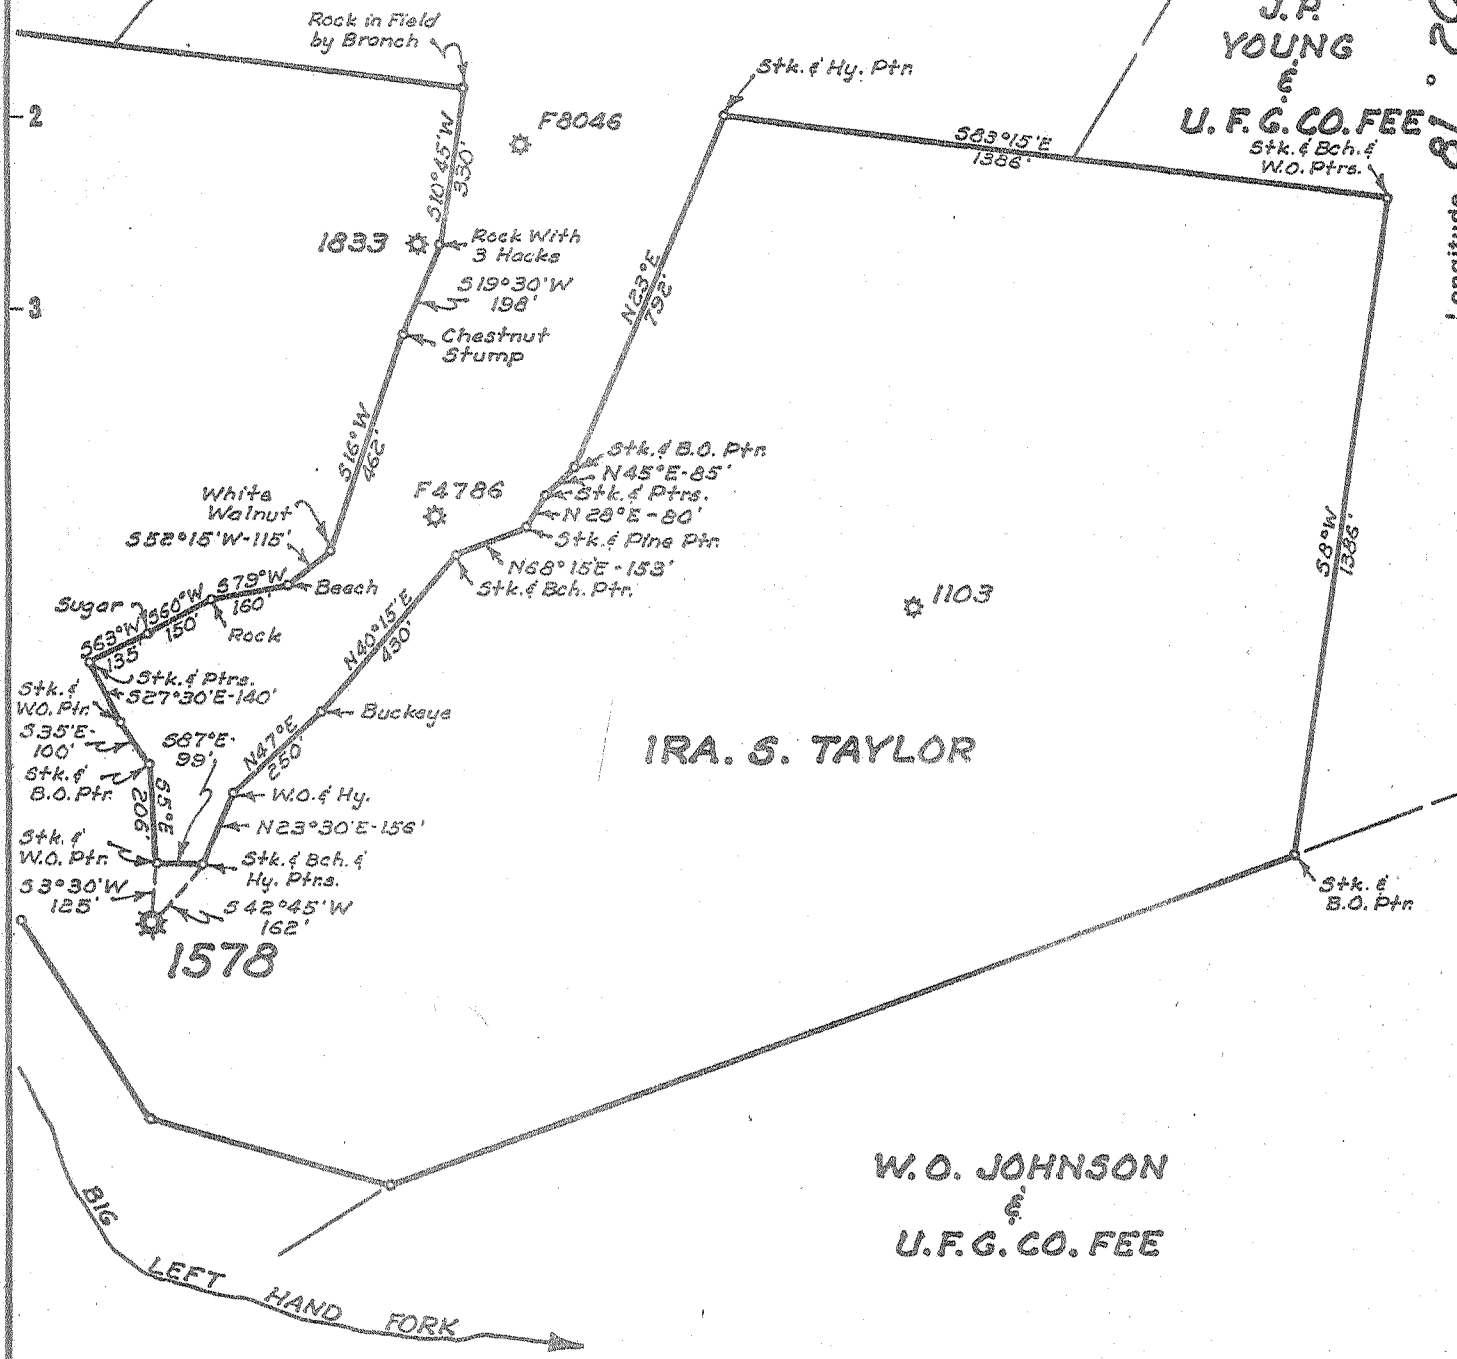 Rock in Field
by Branch
J.P.
YOUNG
&
U.F.G.CO.FEE
Stk. & Hy. Ptr.
2
F8046
S83°15'E
1386'
Stk. & Bch. &
W.O. Ptrs.
S10°45'W
330'
1833
Rock With
3 Hacks
S19°30'W
198'
N23°E
792'
3
Longitude 81°
Chestnut
Stump
S16°W
462'
Stk. & B.O. Ptr.
N45°E-85'
Stk. & Ptrs.
N28°E-80'
Stk. & Pine Ptr.
F4786
White
Walnut
S52°15'W-115'
N68°15'E-153'
Stk. & Bch. Ptr.
S8°W
1386'
S79°W
160'
Beech
Sugar
S60°W
150'
Rock
1103
S63°W
135'
N40°15'E
430'
Stk. & Ptrs.
S27°30'E-140'
Stk. &
W.O. Ptr.
S35'E-
100'
Buckeye
S87°E-
99'
N47°E
250'
IRA. S. TAYLOR
Stk. &
B.O. Ptr.
S5°E
206'
W.O. & Hy.
N23°30'E-156'
Stk. &
W.O. Ptr.
Stk. & Bch. &
Hy. Ptrs.
S3°30'W
125'
S42°45'W
162'
Stk. &
B.O. Ptr.
1578
W.O. JOHNSON
&
U.F.G. CO. FEE
BIG
LEFT
HAND
FORK